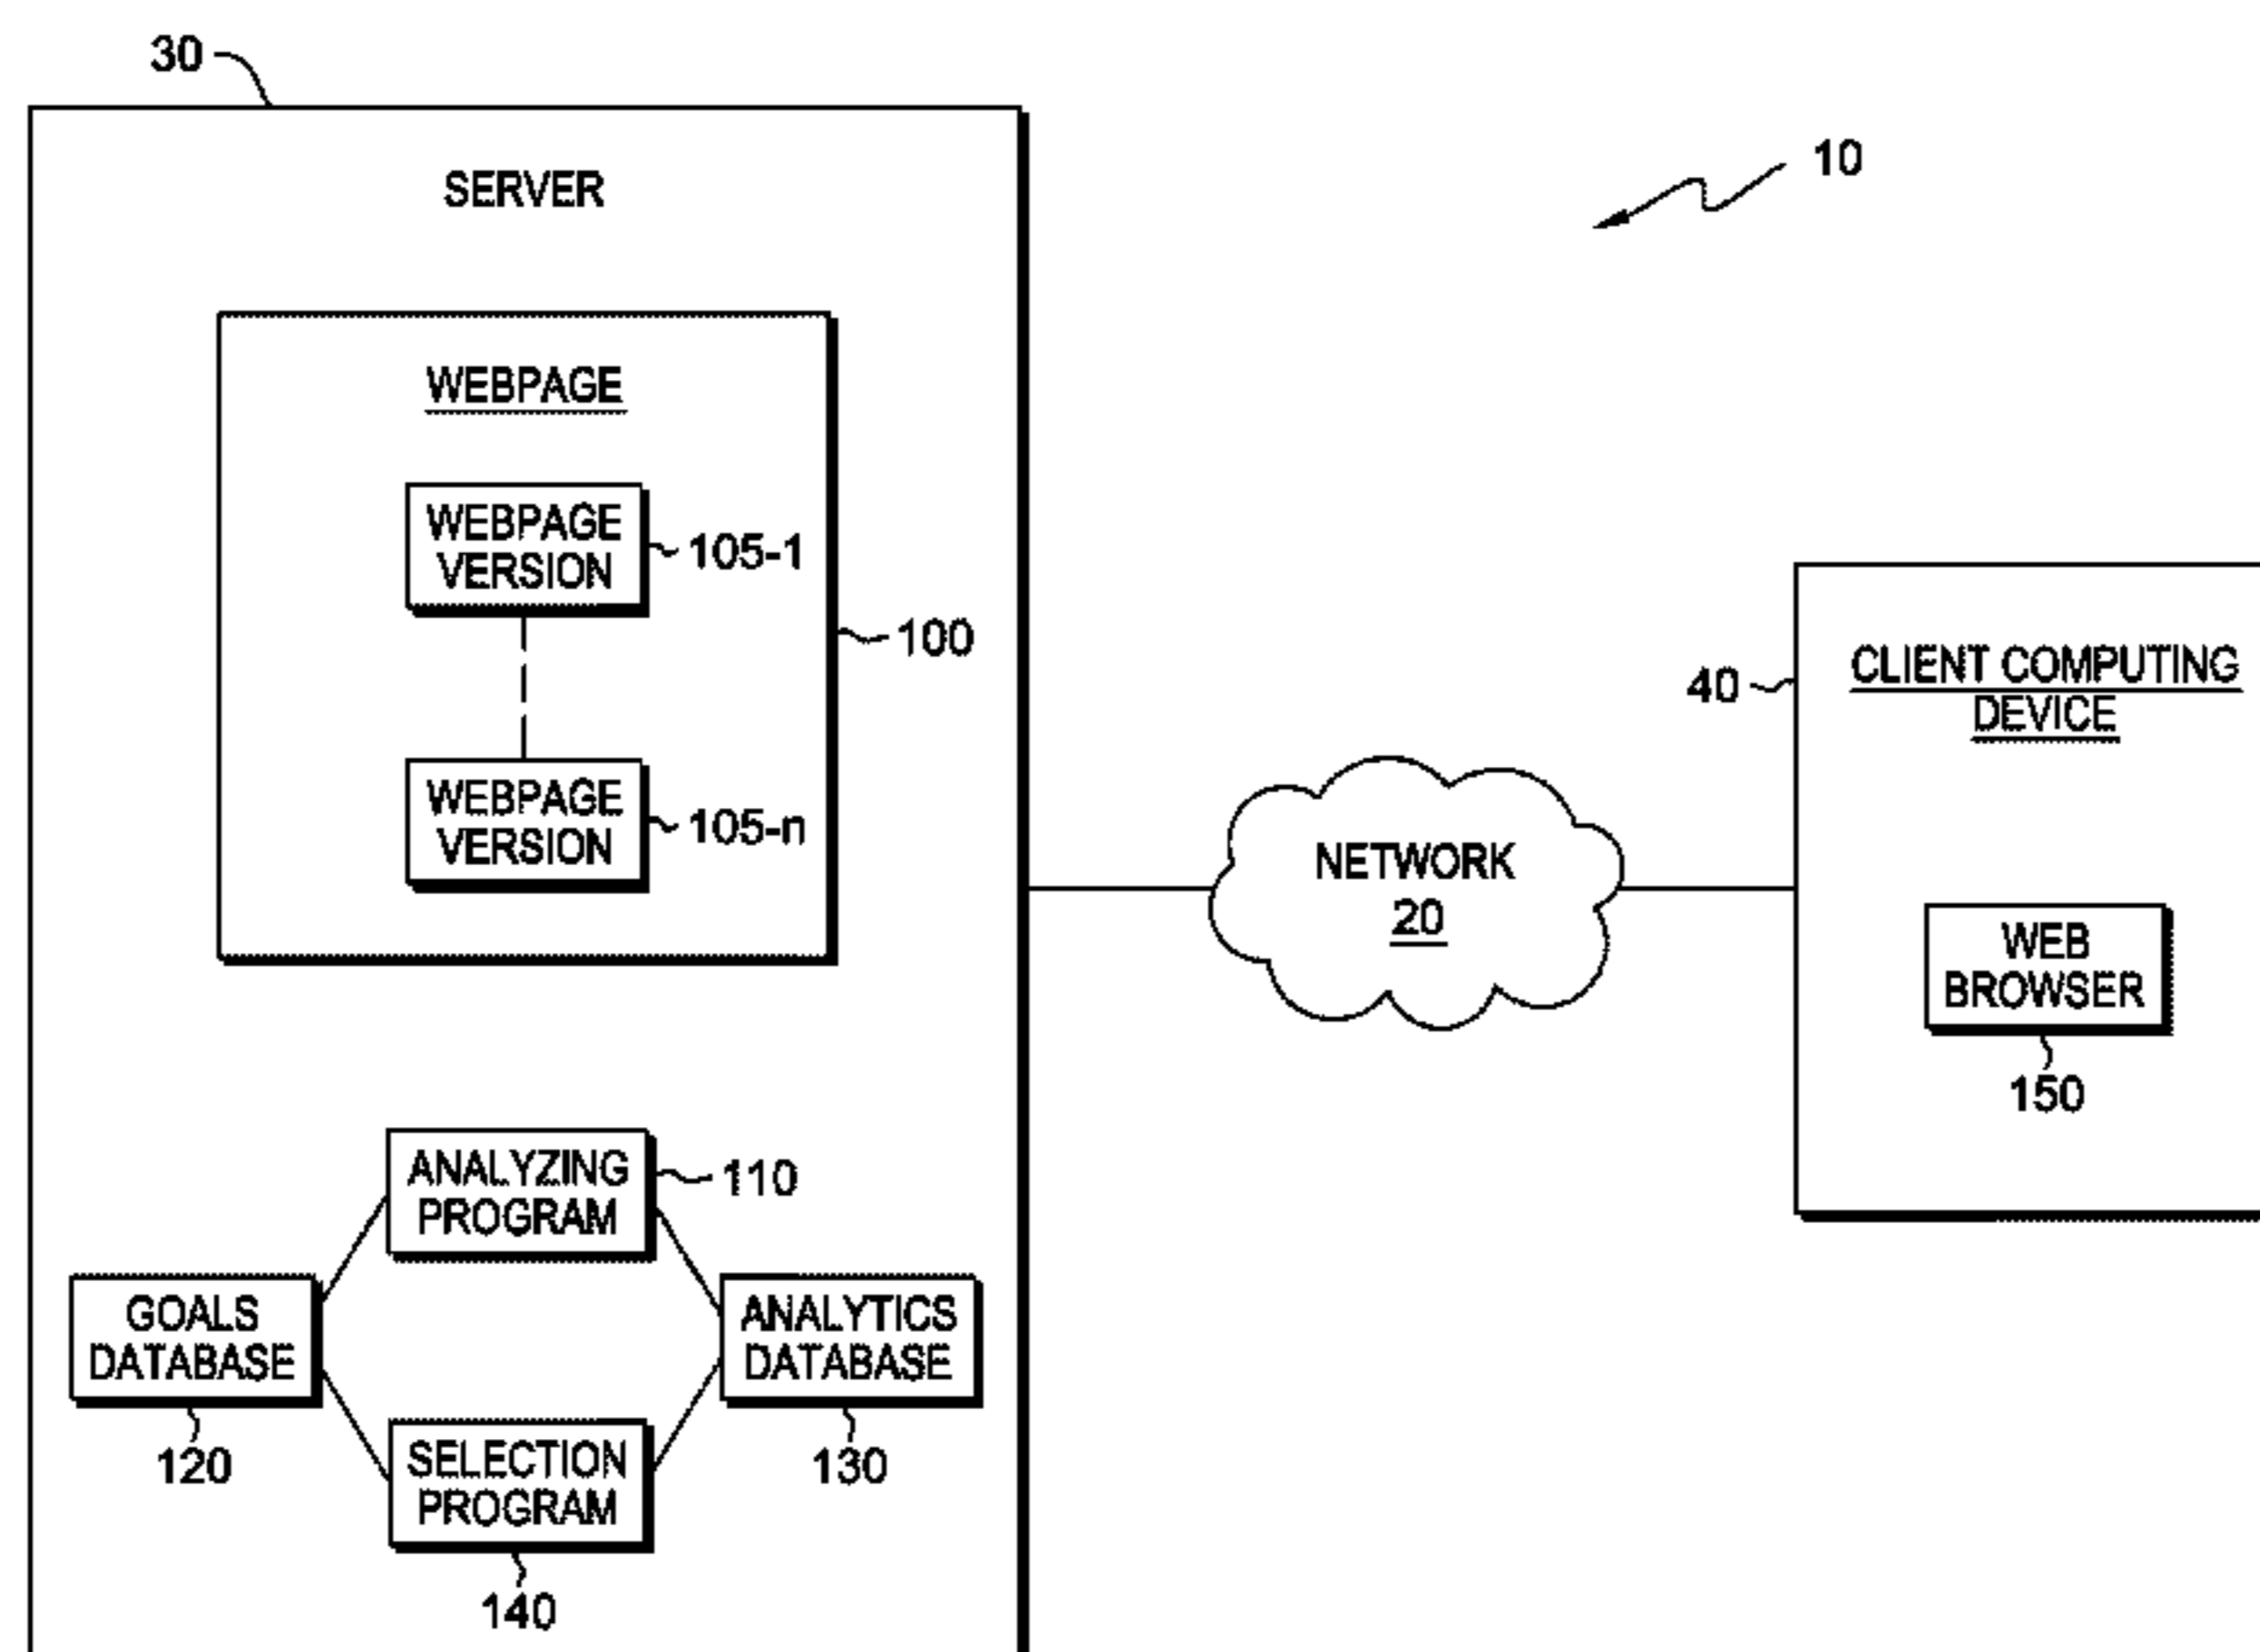 30
10
SERVER
WEBPAGE
WEBPAGE
VERSION
105-1
100
WEBPAGE
VERSION
105-n
NETWORK
20
40
CLIENT COMPUTING
DEVICE
WEB
BROWSER
150
ANALYZING
PROGRAM
110
GOALS
DATABASE
120
ANALYTICS
DATABASE
130
SELECTION
PROGRAM
140